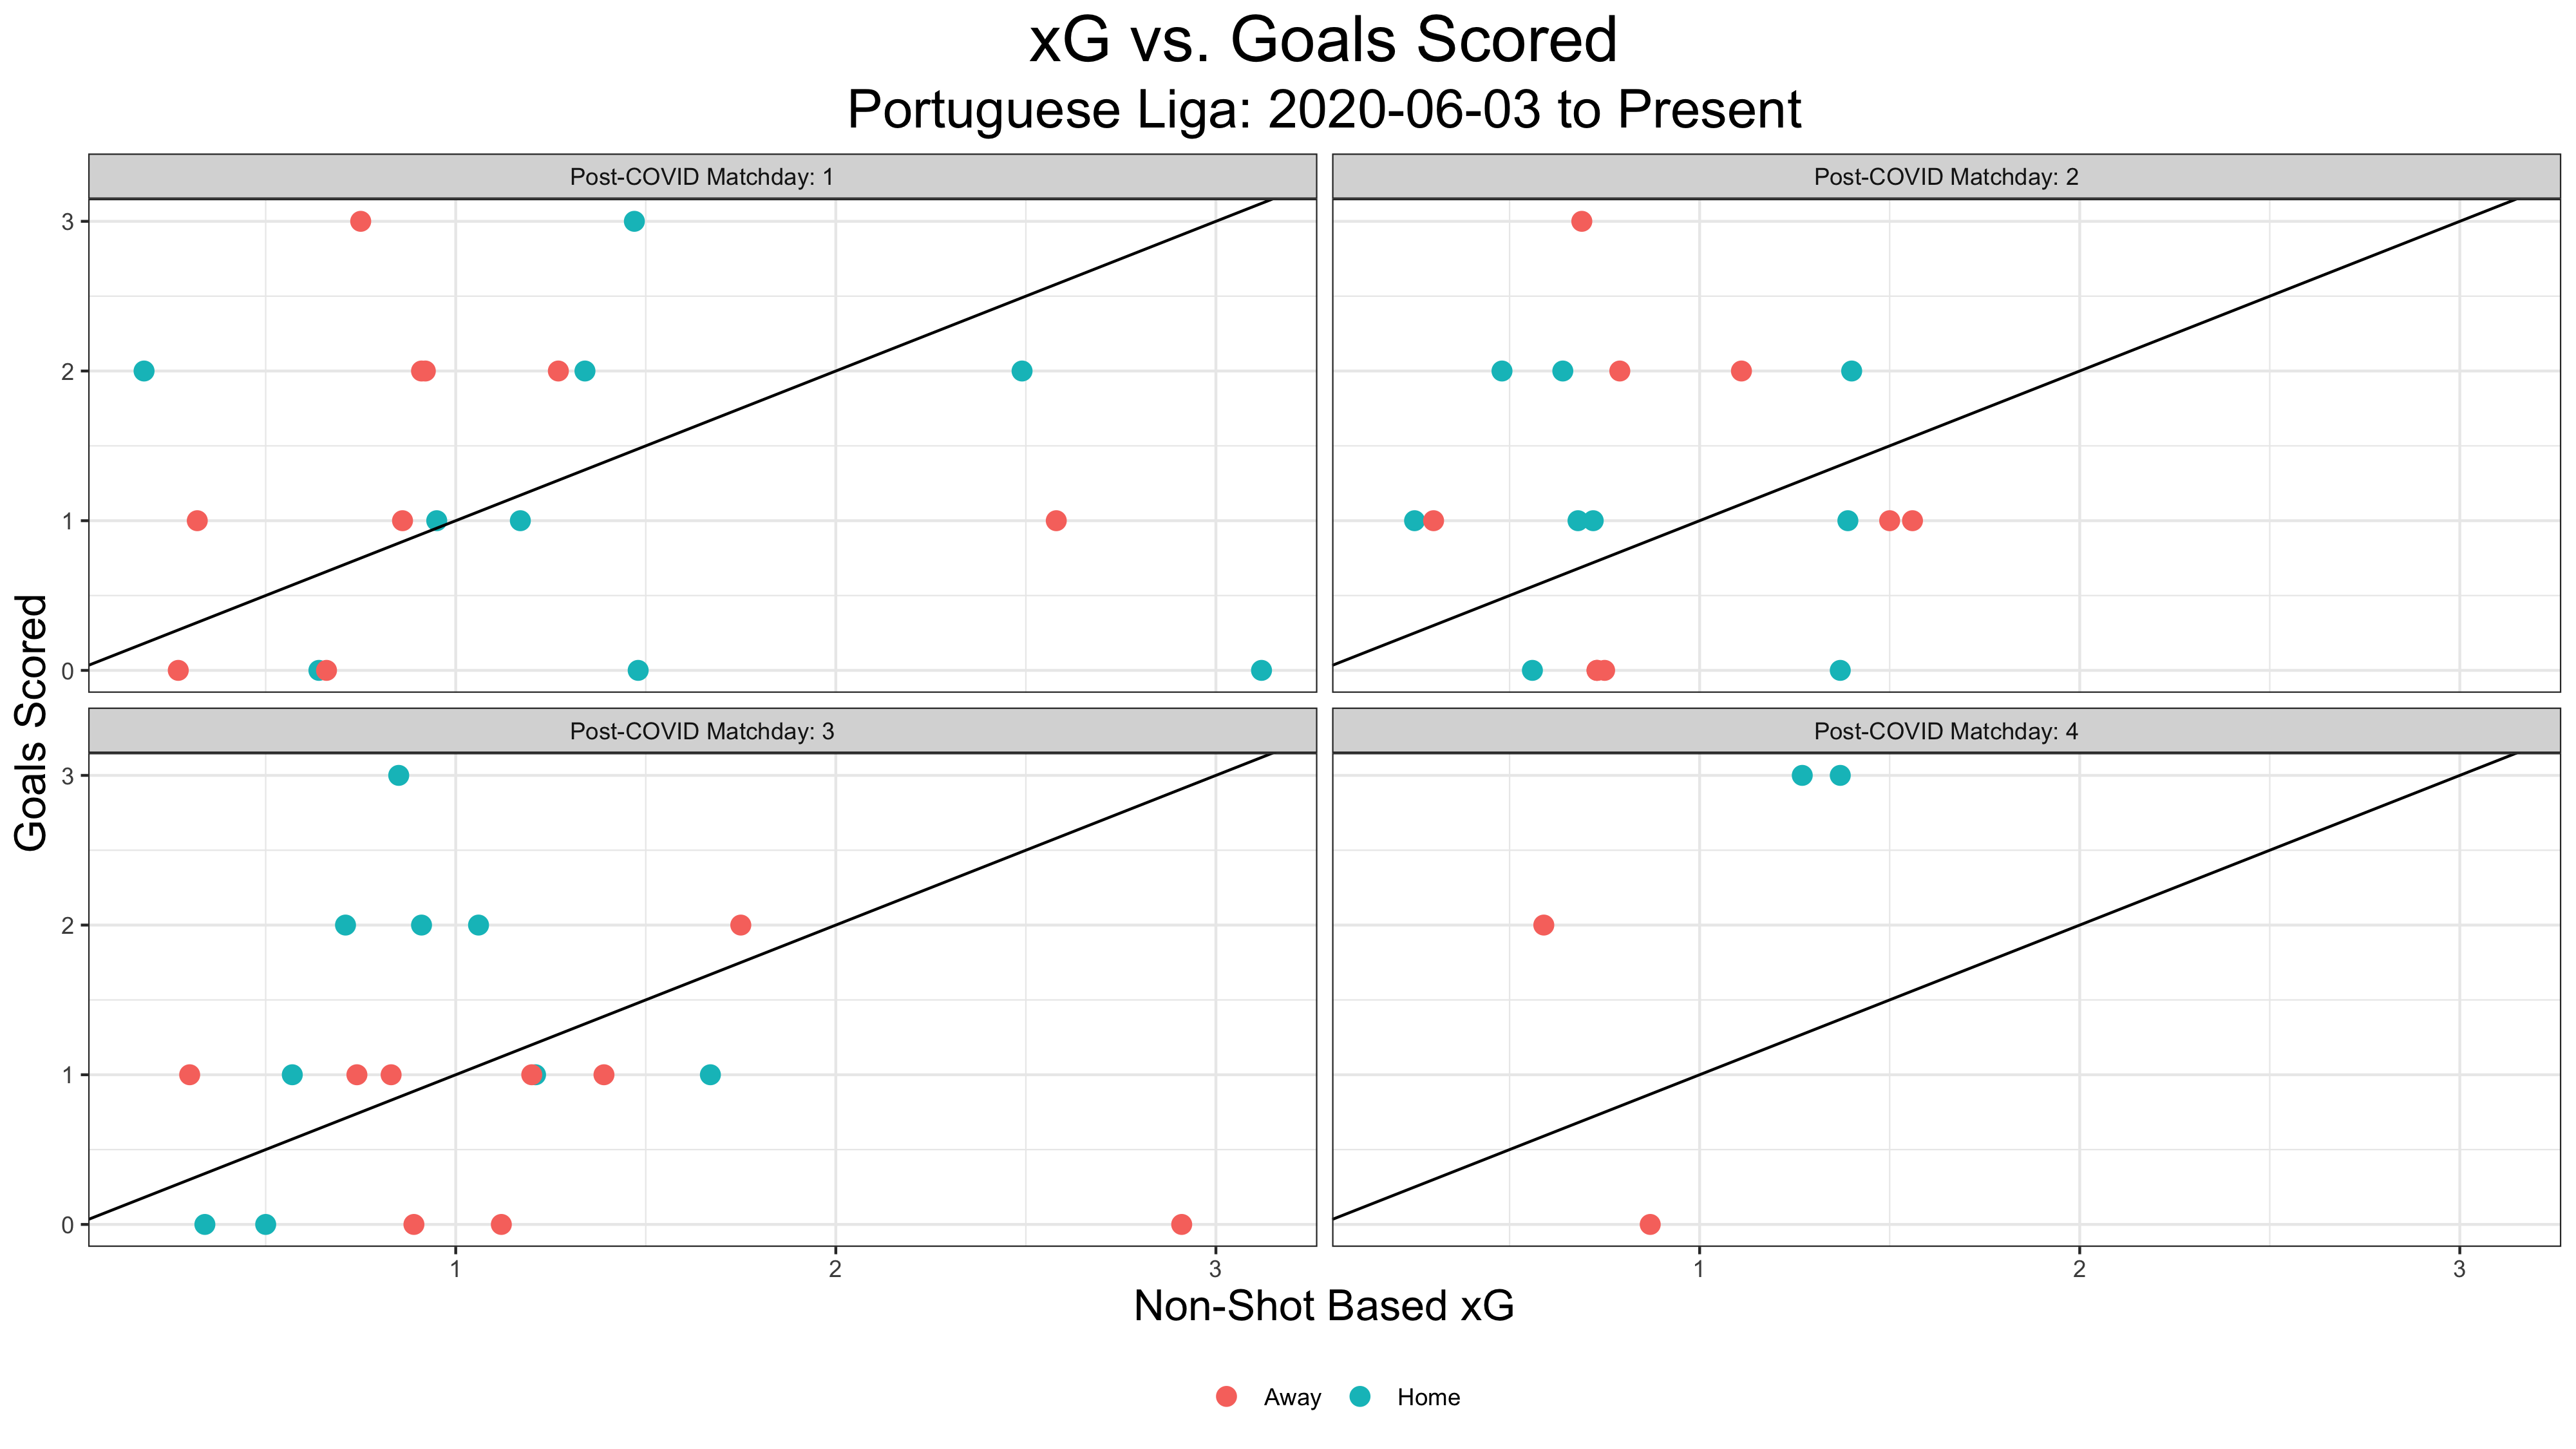 xG vs. Goals Scored
Portuguese Liga: 2020-06-03 to Present
Post-COVID Matchday: 1
Post-COVID Matchday: 2
3
2
1
0
Post-COVID Matchday: 3
Post-COVID Matchday: 4
3
2
1
0
Goals Scored
1
2
3
1
2
3
Non-Shot Based xG
Away
Home